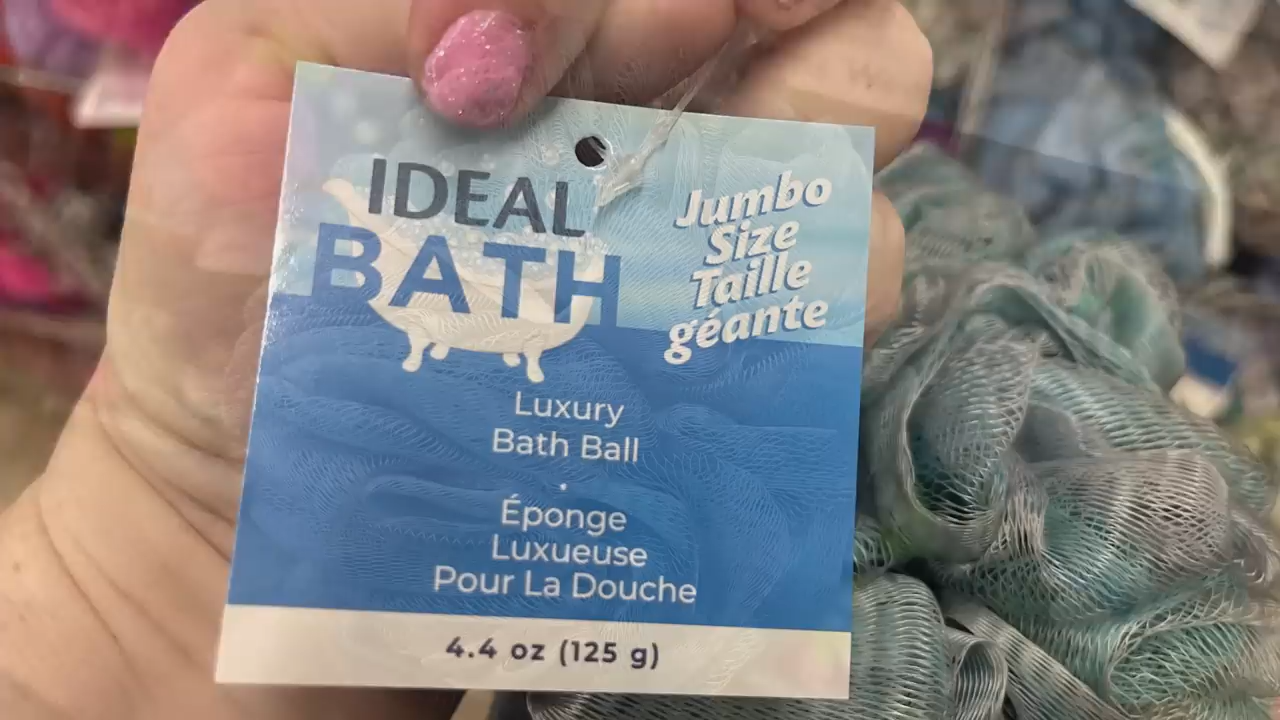 IDEAL
BATH
Jumbo
Size
Taille
géante
Luxury
Bath Ball
•
Éponge
Luxueuse
Pour La Douche
4.4 oz (125 g)